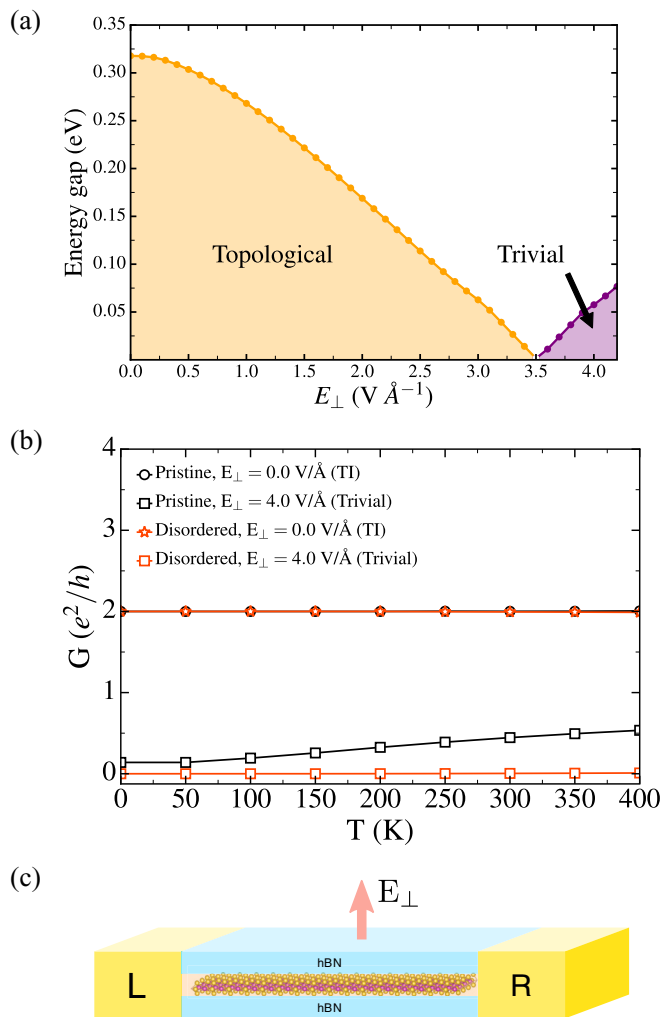 (a)
0.35
0.30
0.25
0.20
0.15
0.10
0.05
Energy gap (eV)
Topological
Trivial
0.0 0.5 1.0 1.5 2.0 2.5 3.0 3.5 4.0
E⊥ (V Å⁻¹)
(b)
4
3
2
1
0
G (e²/h)
Pristine, E⊥ = 0.0 V/Å (TI)
Pristine, E⊥ = 4.0 V/Å (Trivial)
Disordered, E⊥ = 0.0 V/Å (TI)
Disordered, E⊥ = 4.0 V/Å (Trivial)
0 50 100 150 200 250 300 350 400
T (K)
(c)
E⊥
hBN
L
R
hBN